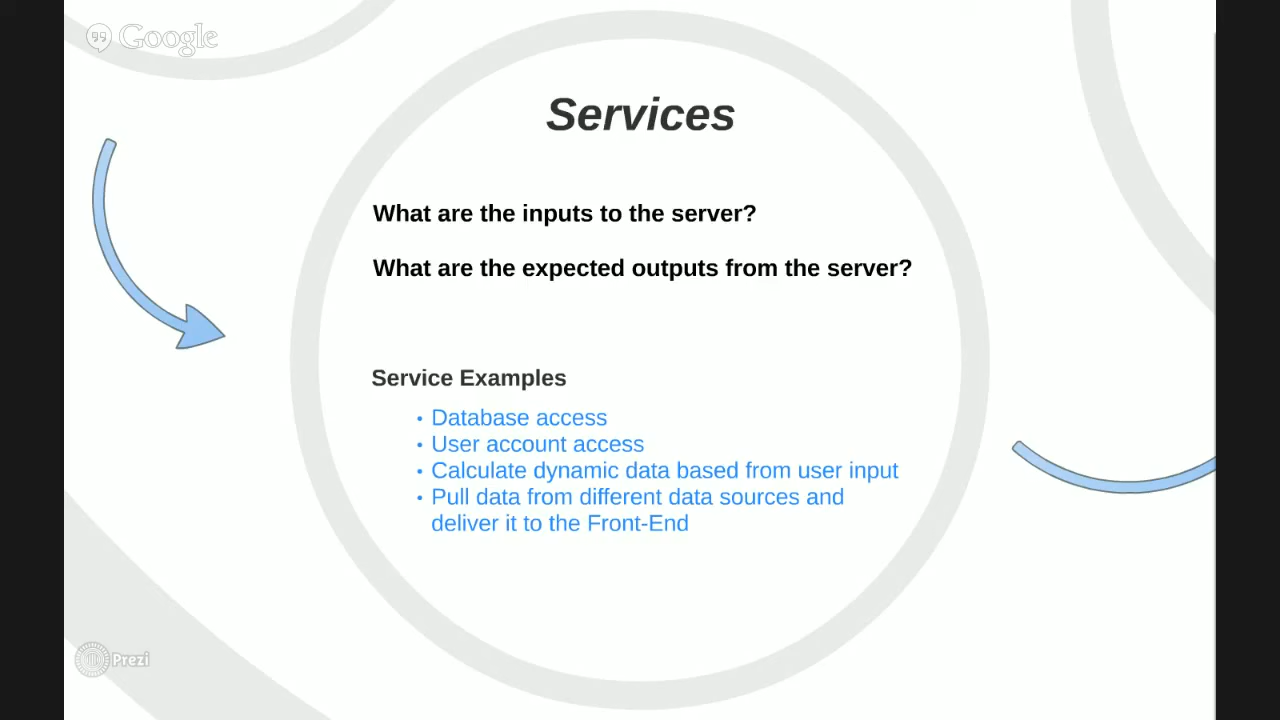 Google
Services
What are the inputs to the server?
What are the expected outputs from the server?
Service Examples
• Database access
• User account access
• Calculate dynamic data based from user input
• Pull data from different data sources and
deliver it to the Front-End
Prezi